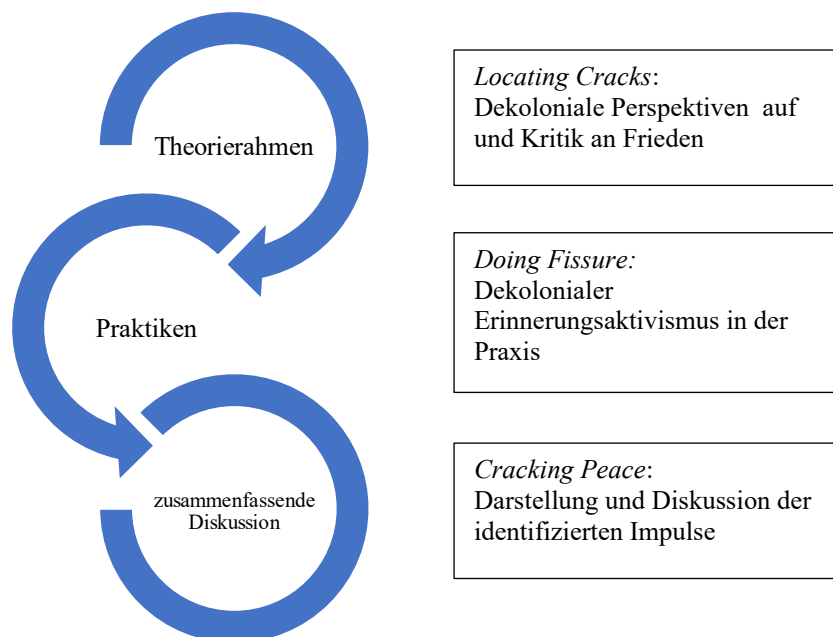 Theorierahmen
Locating Cracks:
Dekoloniale Perspektiven auf
und Kritik an Frieden
Praktiken
Doing Fissure:
Dekolonialer
Erinnerungsaktivismus in der
Praxis
zusammenfassende
Diskussion
Cracking Peace:
Darstellung und Diskussion der
identifizierten Impulse